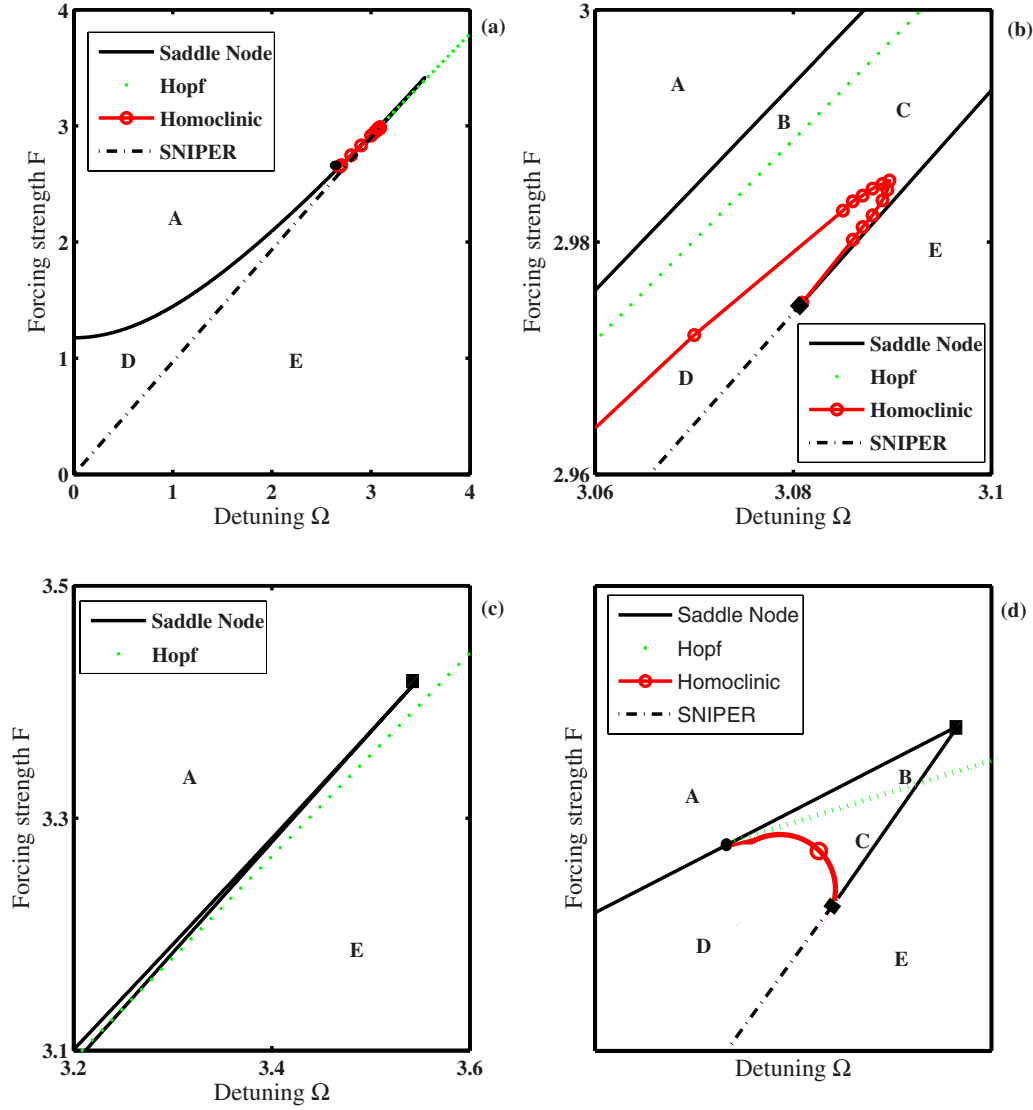 (a)
4
3
2
1
0
0 1 2 3 4
Forcing strength F
Detuning Ω
Saddle Node
Hopf
Homoclinic
SNIPER
A
D
E
(b)
3
2.98
2.96
3.06 3.08 3.1
Forcing strength F
Detuning Ω
A
B
C
D
E
Saddle Node
Hopf
Homoclinic
SNIPER
(c)
3.5
3.3
3.1
3.2 3.4 3.6
Forcing strength F
Detuning Ω
Saddle Node
Hopf
A
E
(d)
Forcing strength F
Detuning Ω
Saddle Node
Hopf
Homoclinic
SNIPER
A
B
C
D
E